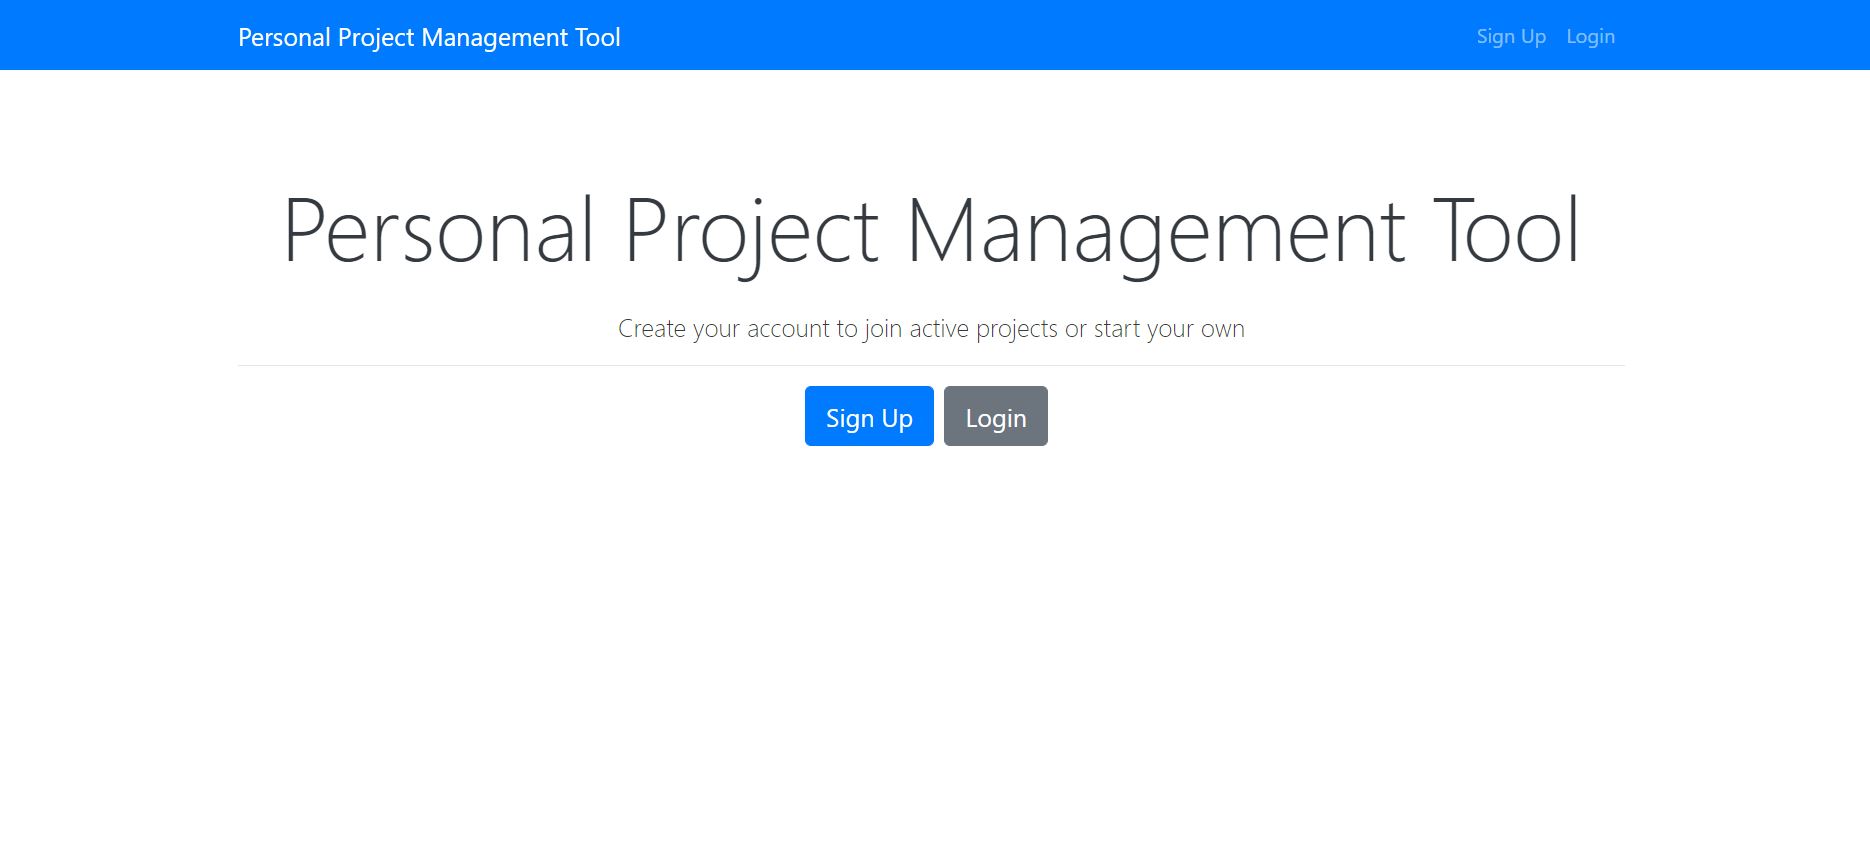 Personal Project Management Tool Sign Up Login
Personal Project Management Tool
Create your account to join active projects or start your own
Sign Up Login